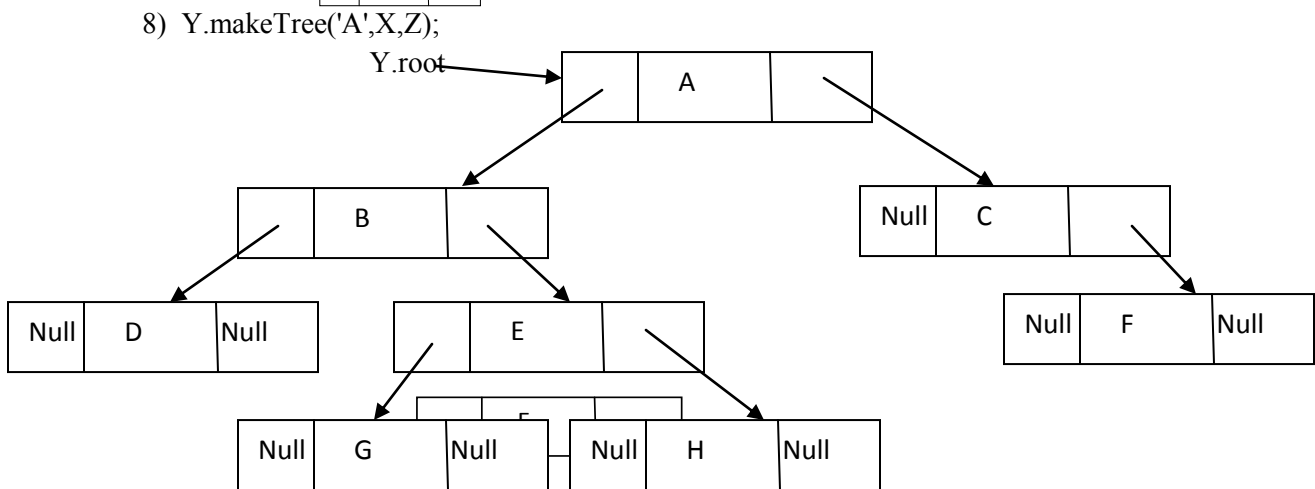 8) Y.makeTree('A',X,Z);
Y.root
A
B
Null C
Null D Null
E
Null F Null
Null G Null
Null H Null